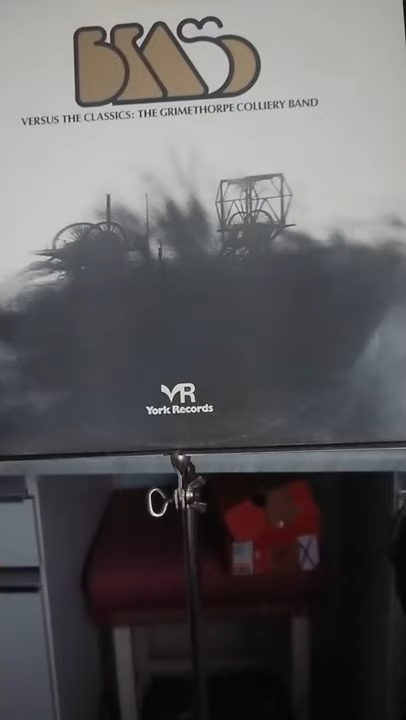 BRASS
VERSUS THE CLASSICS: THE GRIMETHORPE COLLIERY BAND
YR
York Records